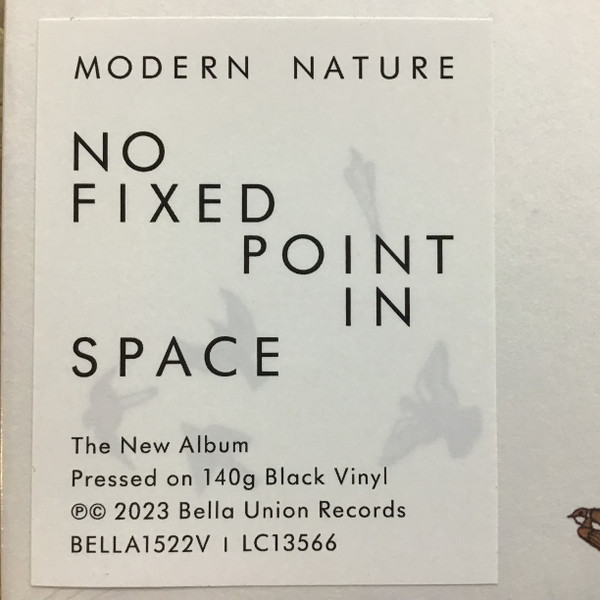 MODERN NATURE
NO
FIXED
POINT
IN
SPACE
The New Album
Pressed on 140g Black Vinyl
℗© 2023 Bella Union Records
BELLA1522V I LC13566